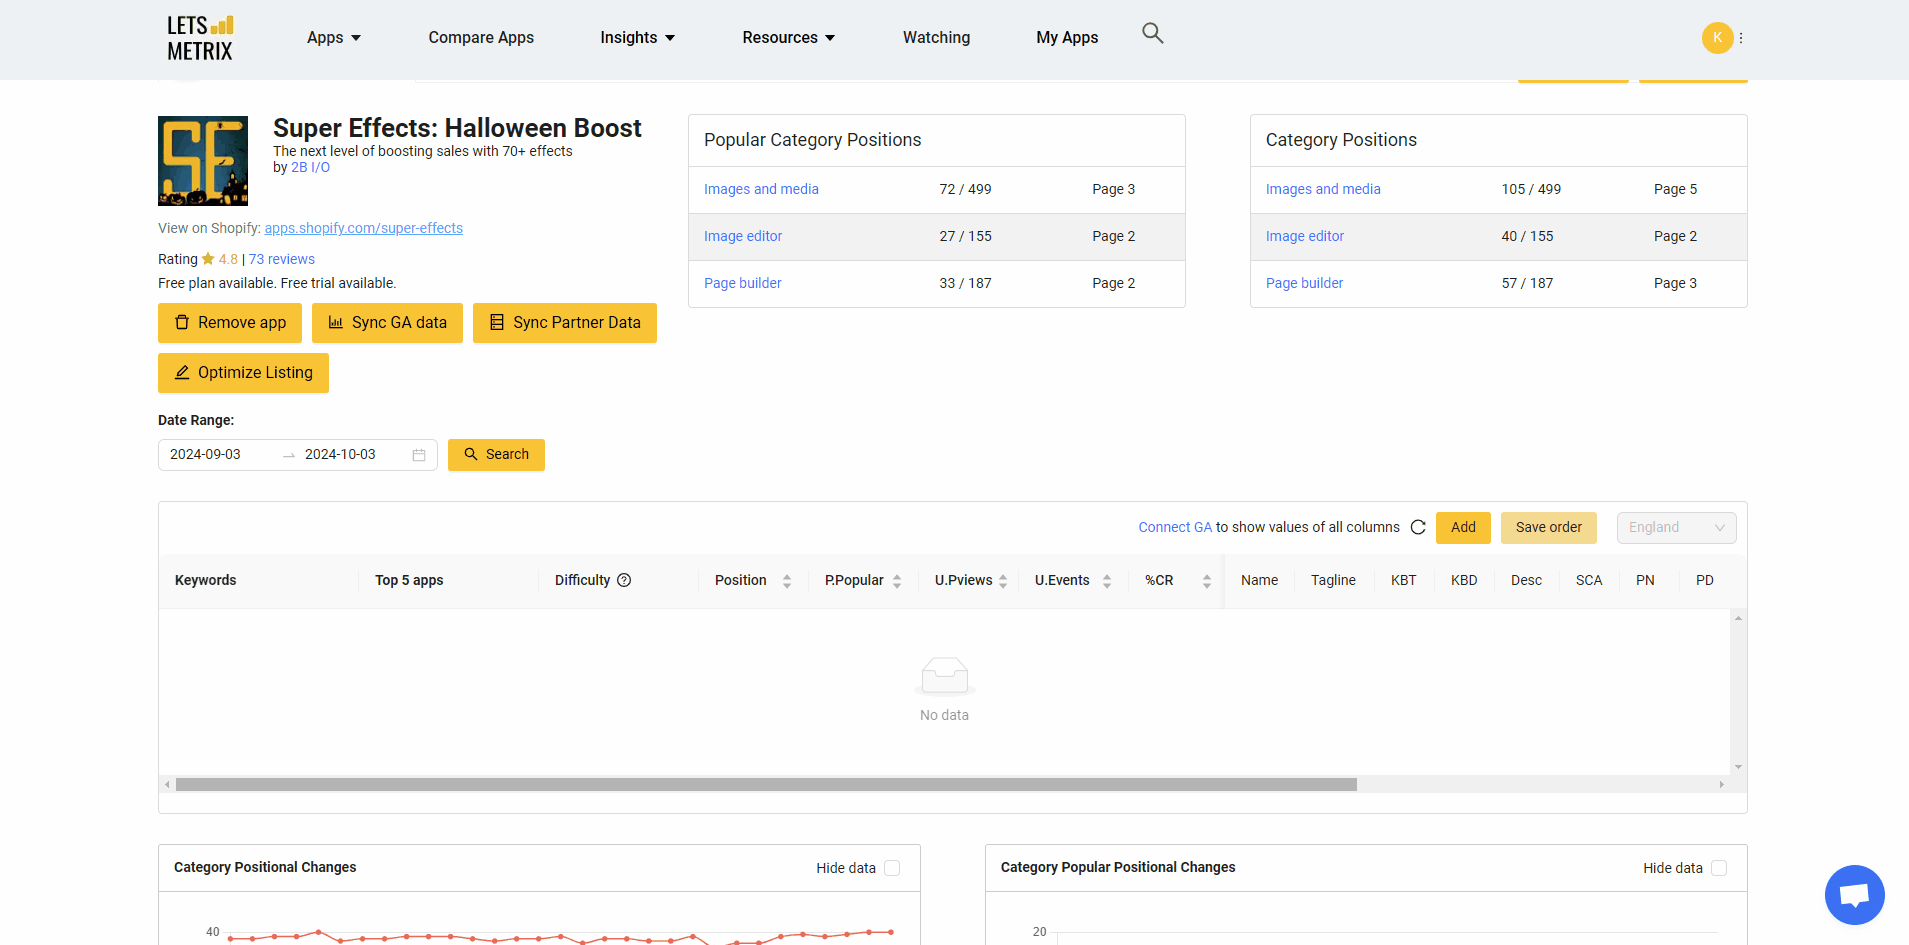 LETS METRIX
Apps
Compare Apps
Insights
Resources
Watching
My Apps
K
SE
Super Effects: Halloween Boost
The next level of boosting sales with 70+ effects
by 2B I/O
View on Shopify: apps.shopify.com/super-effects
Rating 4.8 | 73 reviews
Free plan available. Free trial available.
Remove app
Sync GA data
Sync Partner Data
Optimize Listing
Popular Category Positions
Images and media 72 / 499 Page 3
Image editor 27 / 155 Page 2
Page builder 33 / 187 Page 2
Category Positions
Images and media 105 / 499 Page 5
Image editor 40 / 155 Page 2
Page builder 57 / 187 Page 3
Date Range:
2024-09-03 → 2024-10-03
Search
Connect GA to show values of all columns
Add
Save order
England
Keywords Top 5 apps Difficulty Position P.Popular U.Pviews U.Events %CR Name Tagline KBT KBD Desc SCA PN PD
No data
Category Positional Changes
Hide data
40
Category Popular Positional Changes
Hide data
20